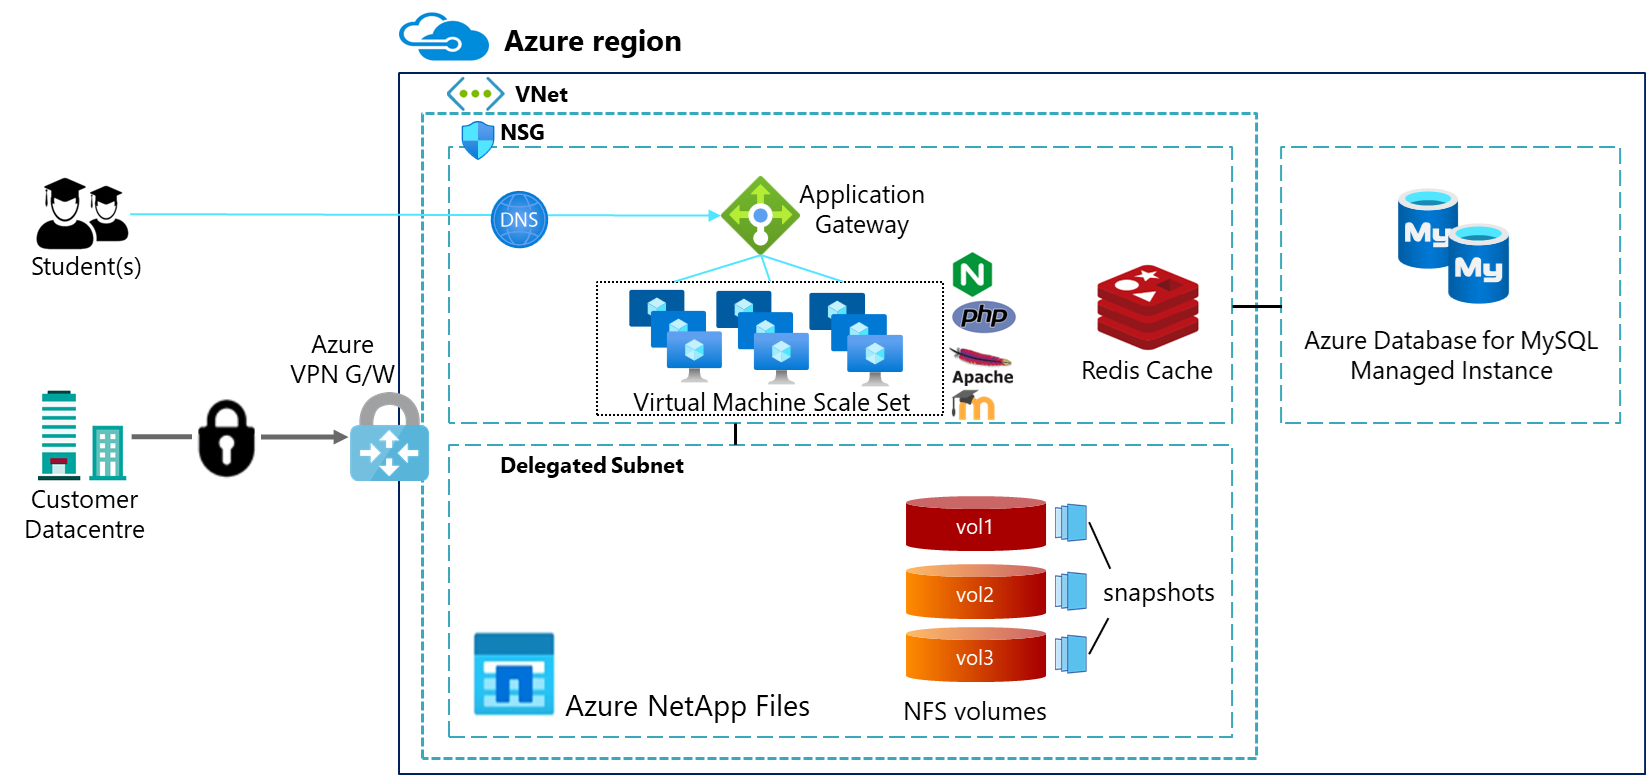 Azure region
VNet
NSG
DNS
Application
Gateway
Student(s)
N
php
Apache
m
Virtual Machine Scale Set
Redis Cache
My
My
Azure Database for MySQL
Managed Instance
Azure
VPN G/W
Customer
Datacentre
Delegated Subnet
vol1
vol2
vol3
snapshots
NFS volumes
Azure NetApp Files